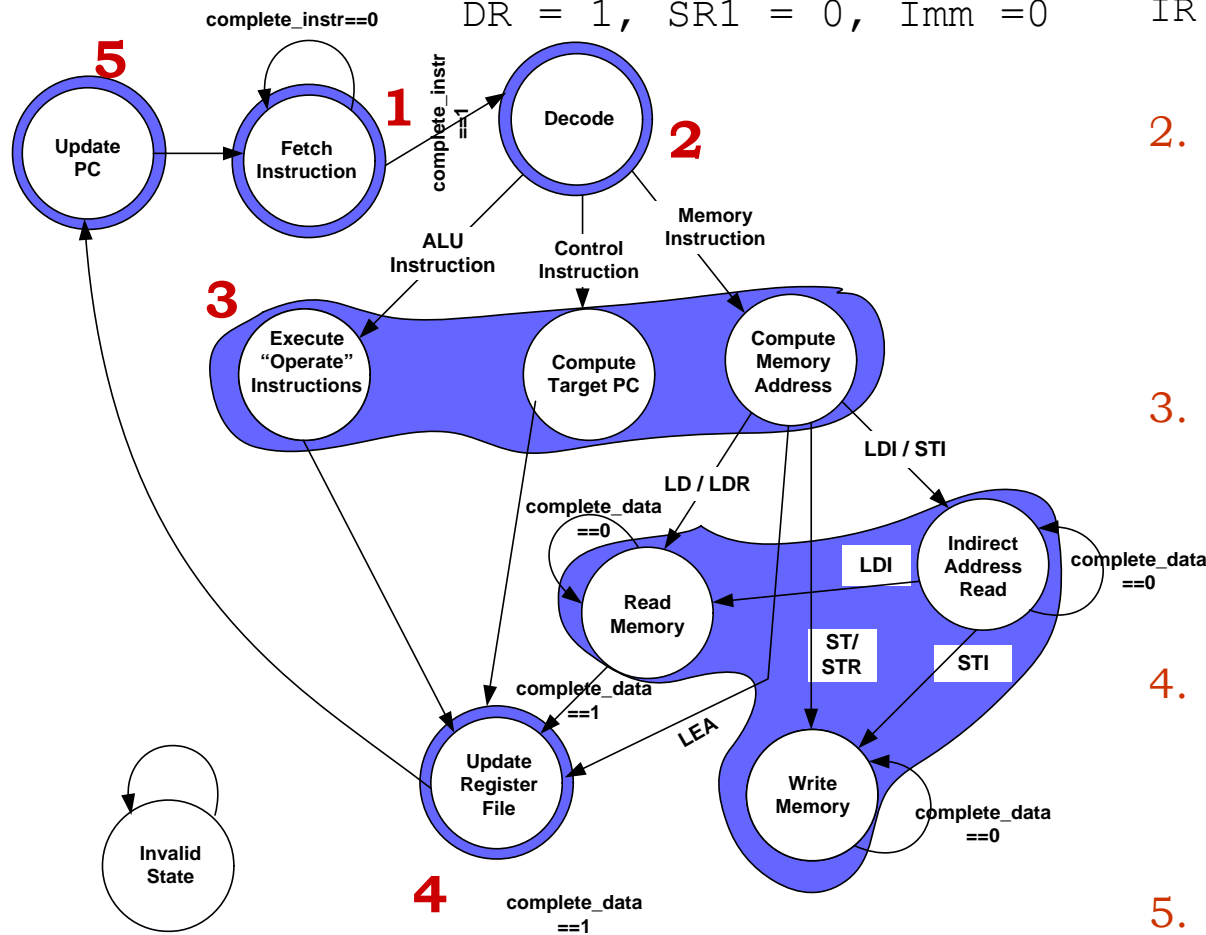 DR = 1, SR1 = 0, Imm =0
IR
complete_instr==0
5
1
complete_instr
==1
Decode
2
2.
Update
PC
Fetch
Instruction
ALU
Instruction
Control
Instruction
Memory
Instruction
3
Execute
“Operate”
Instructions
Compute
Target PC
Compute
Memory
Address
3.
LDI / STI
LD / LDR
complete_data
==0
Indirect
Address
Read
complete_data
==0
LDI
Read
Memory
ST/
STR
STI
4.
complete_data
==1
LEA
Update
Register
File
Write
Memory
complete_data
==0
Invalid
State
4
complete_data
==1
5.